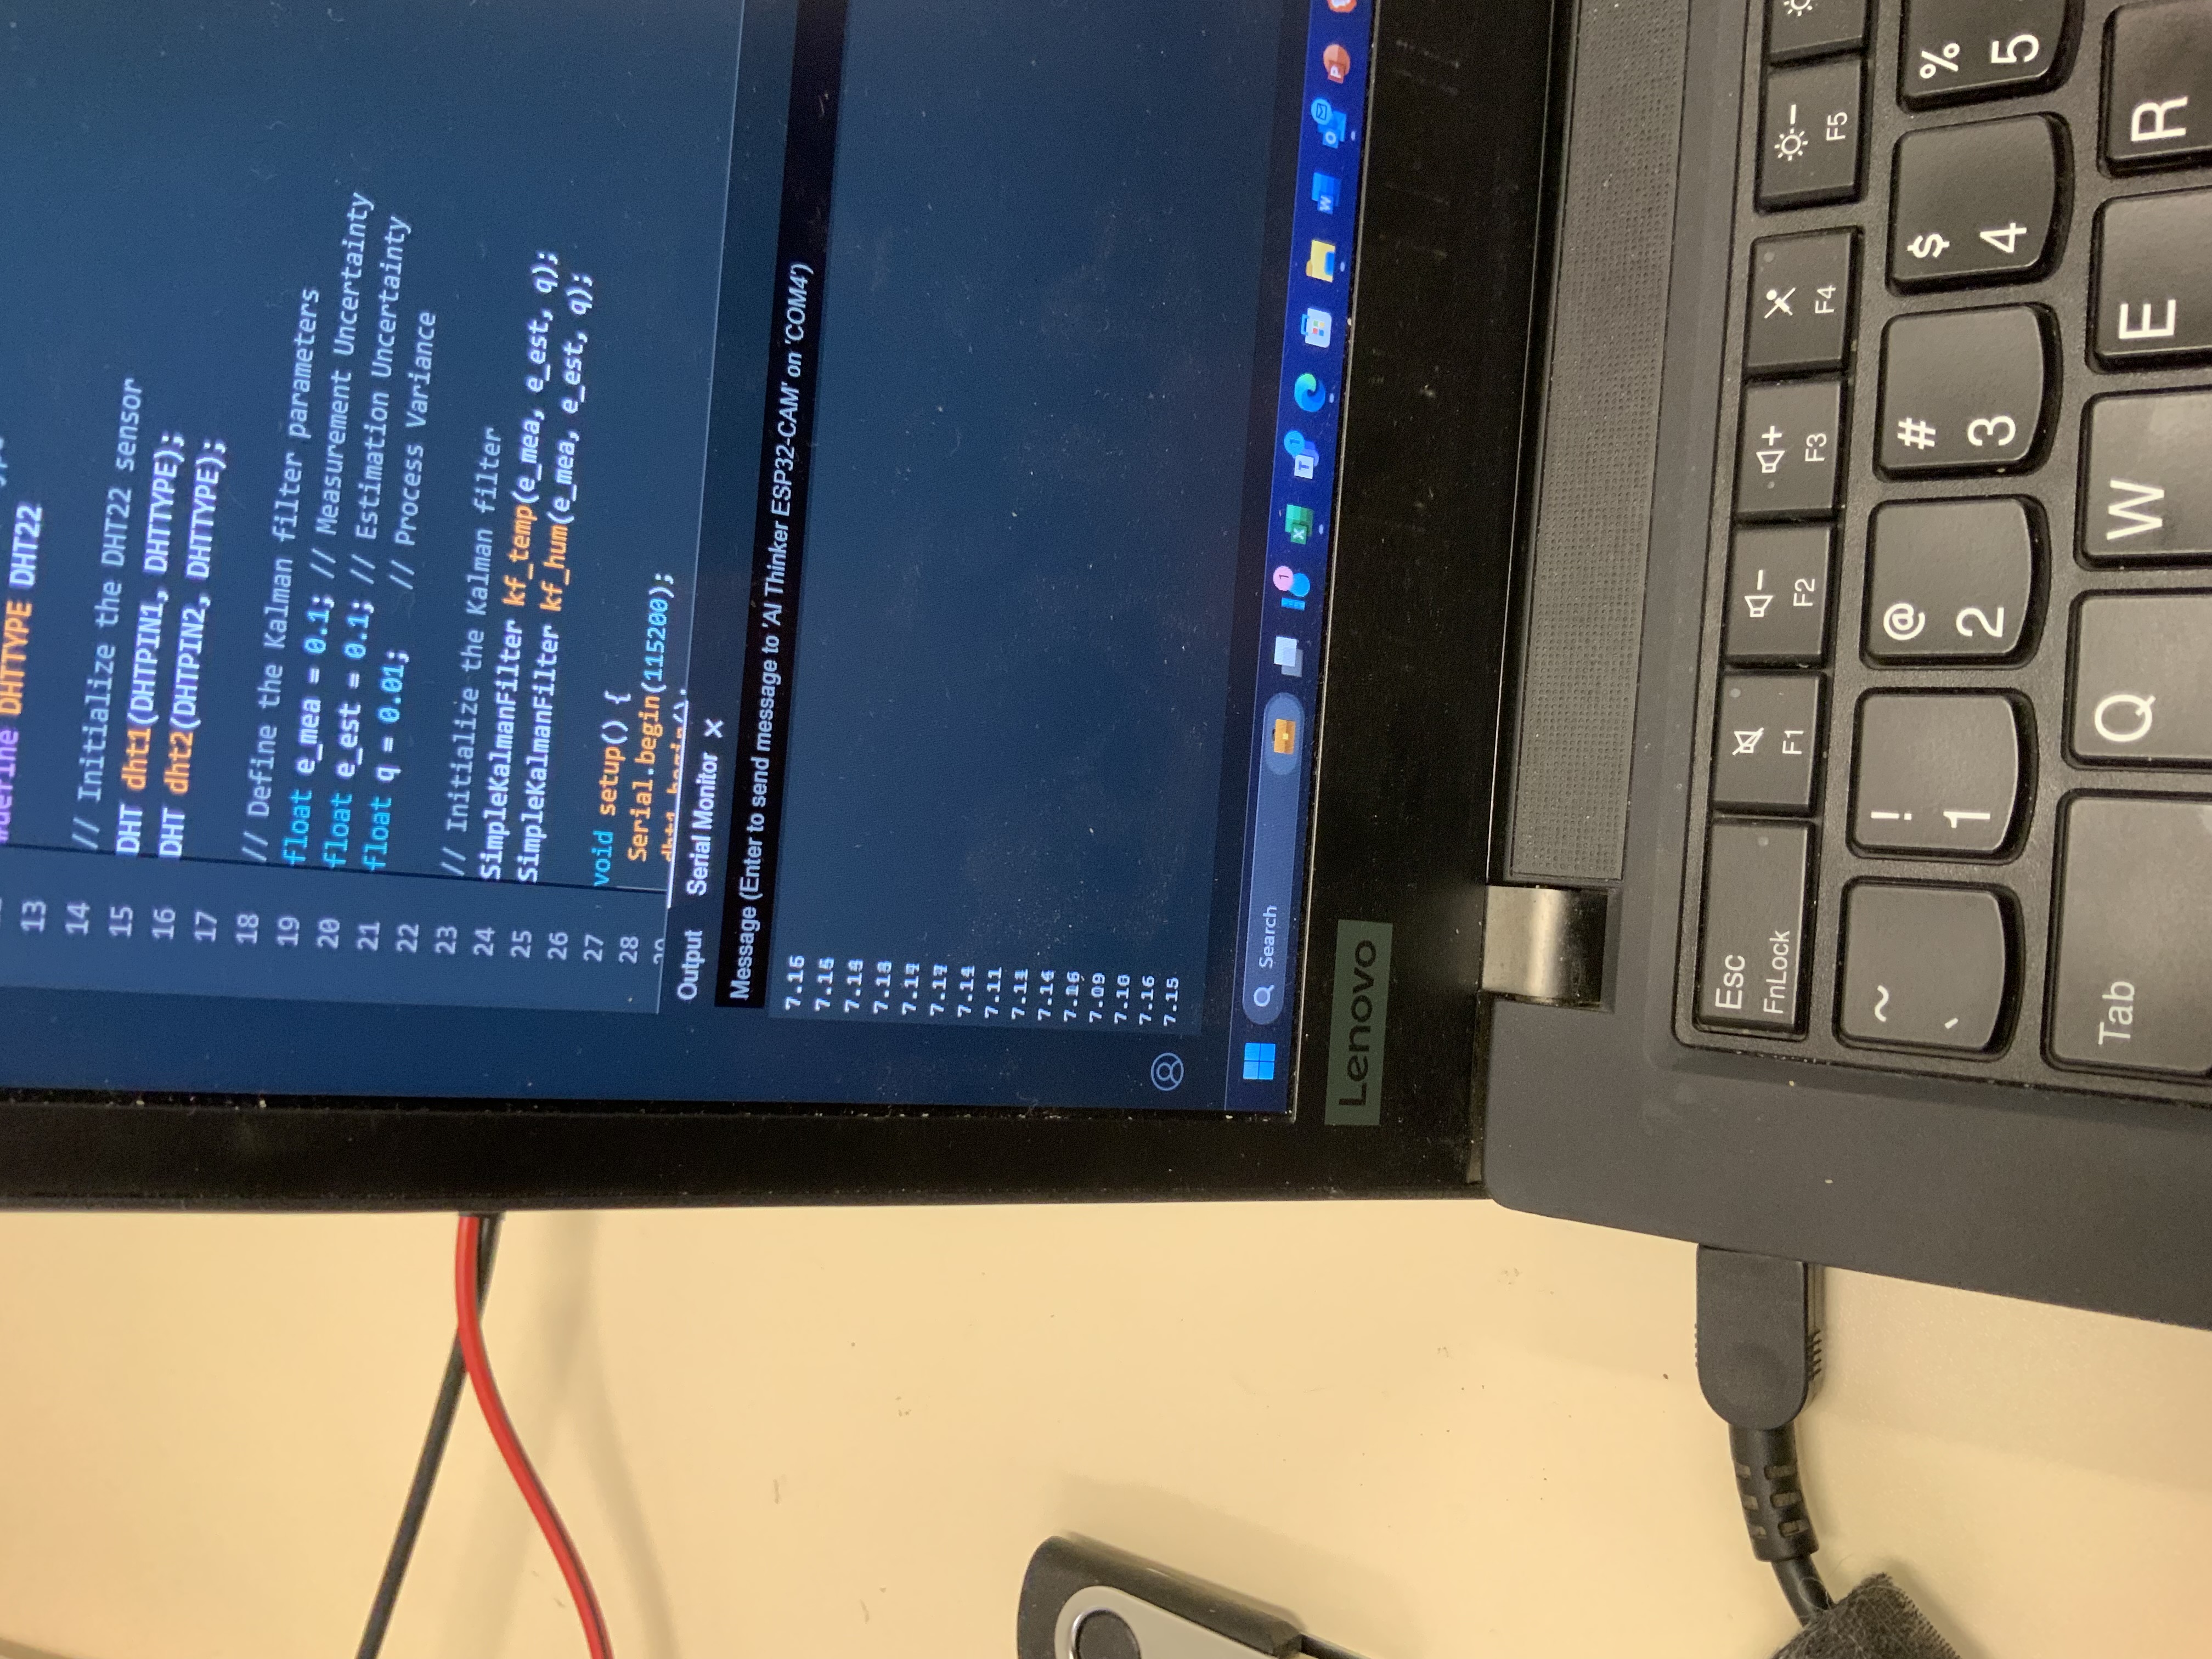 #define DHTTYPE DHT22
13
14 // Initialize the DHT22 sensor
15 DHT dht1(DHTPIN1, DHTTYPE);
16 DHT dht2(DHTPIN2, DHTTYPE);
17
18 // Define the Kalman filter parameters
19 float e_mea = 0.1; // Measurement Uncertainty
20 float e_est = 0.1; // Estimation Uncertainty
21 float q = 0.01; // Process Variance
22
23 // Initialize the Kalman filter
24 SimpleKalmanFilter kf_temp(e_mea, e_est, q);
25 SimpleKalmanFilter kf_hum(e_mea, e_est, q);
26
27 void setup() {
28 Serial.begin(115200);
dht1.begin();
Output Serial Monitor X
Message (Enter to send message to 'AI Thinker ESP32-CAM' on 'COM4')
7.11
7.09
7.16
7.15
Search
Lenovo
Esc
FnLock
F1
F2
F3
F4
F5
~
`
!
1
@
2
#
3
$
4
%
5
Tab
Q
W
E
R